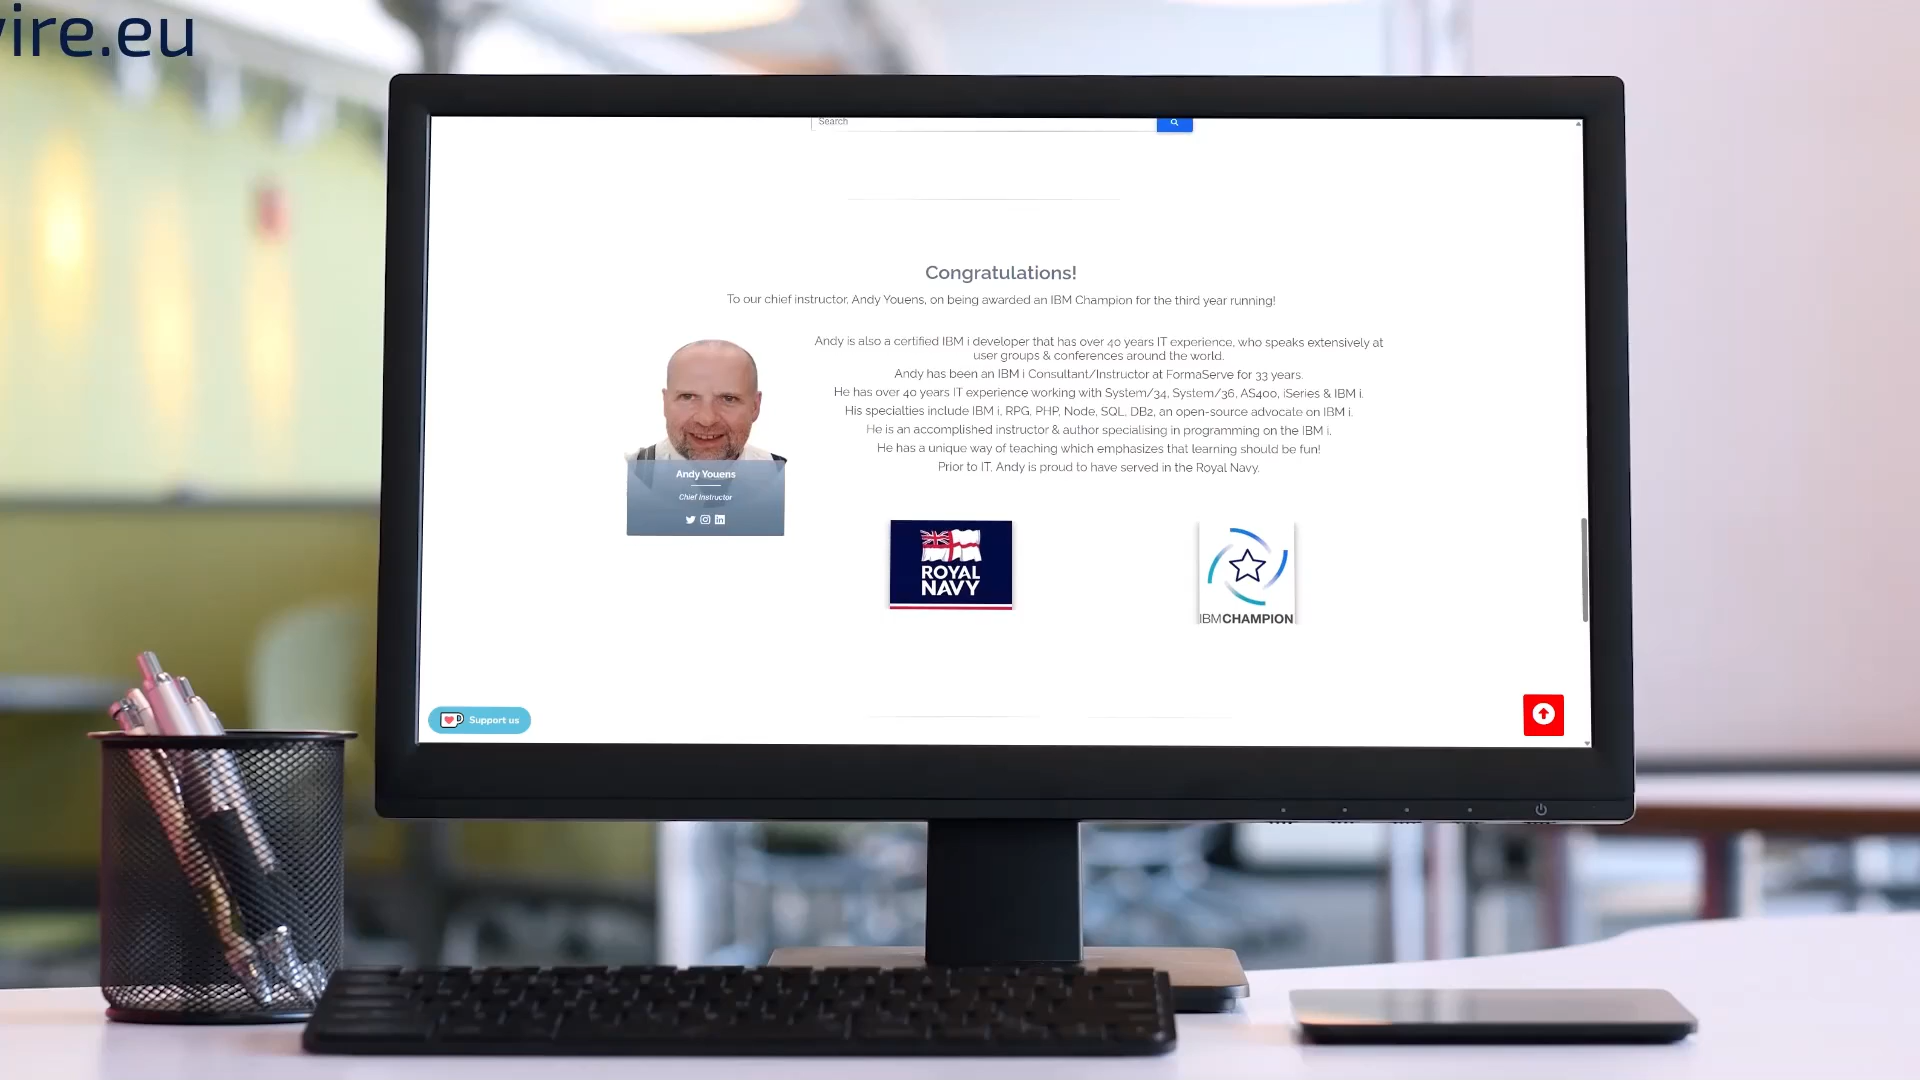 ire.eu
Search
Congratulations!
To our chief instructor, Andy Youens, on being awarded an IBM Champion for the third year running!
Andy is also a certified IBM i developer that has over 40 years IT experience, who speaks extensively at
user groups & conferences around the world.
Andy has been an IBM i Consultant/Instructor at FormaServe for 33 years.
He has over 40 years IT experience working with System/34, System/36, AS400, iSeries & IBM i.
His specialties include IBM i, RPG, PHP, Node, SQL, DB2, an open-source advocate on IBM i.
He is an accomplished instructor & author specialising in programming on the IBM i.
He has a unique way of teaching which emphasizes that learning should be fun!
Prior to IT, Andy is proud to have served in the Royal Navy.
Andy Youens
Chief Instructor
ROYAL
NAVY
IBM CHAMPION
Support us